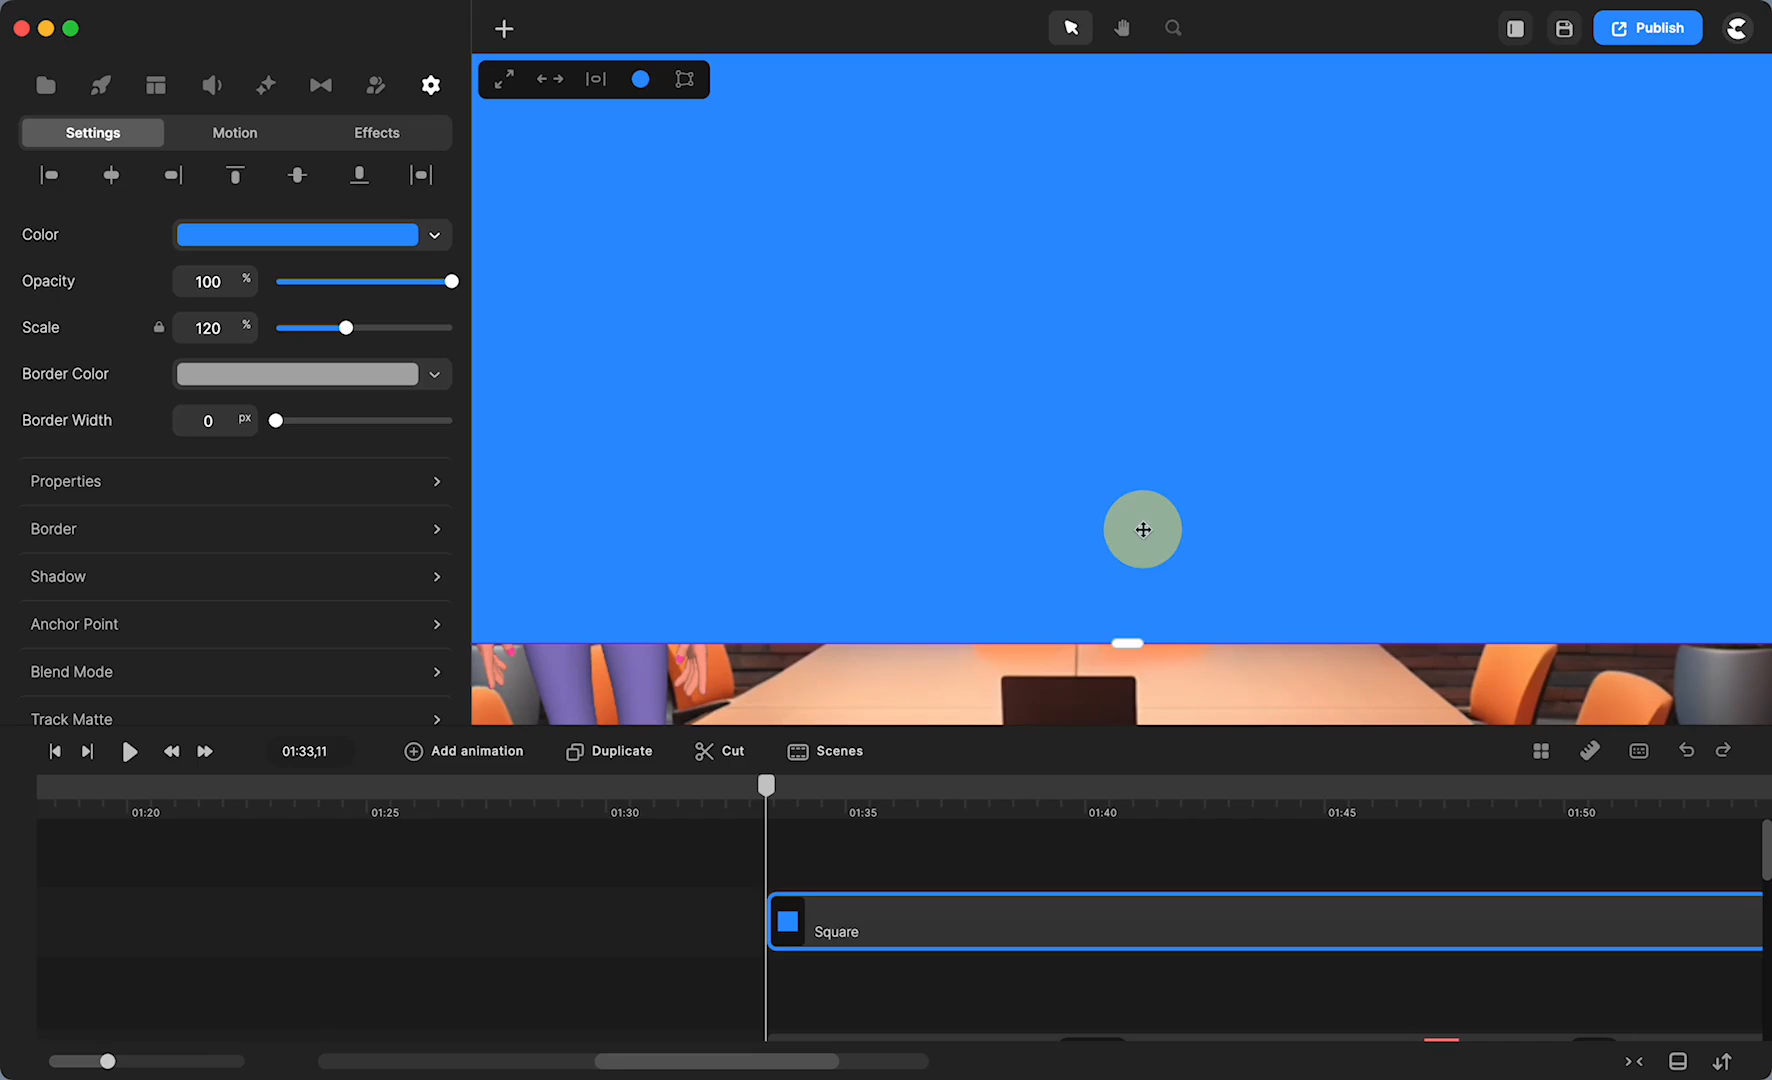 Publish
Settings
Motion
Effects
Color
Opacity
100 %
Scale
120 %
Border Color
Border Width
0 px
Properties
Border
Shadow
Anchor Point
Blend Mode
Track Matte
01:33,11
Add animation
Duplicate
Cut
Scenes
01:20
01:25
01:30
01:35
01:40
01:45
01:50
Square